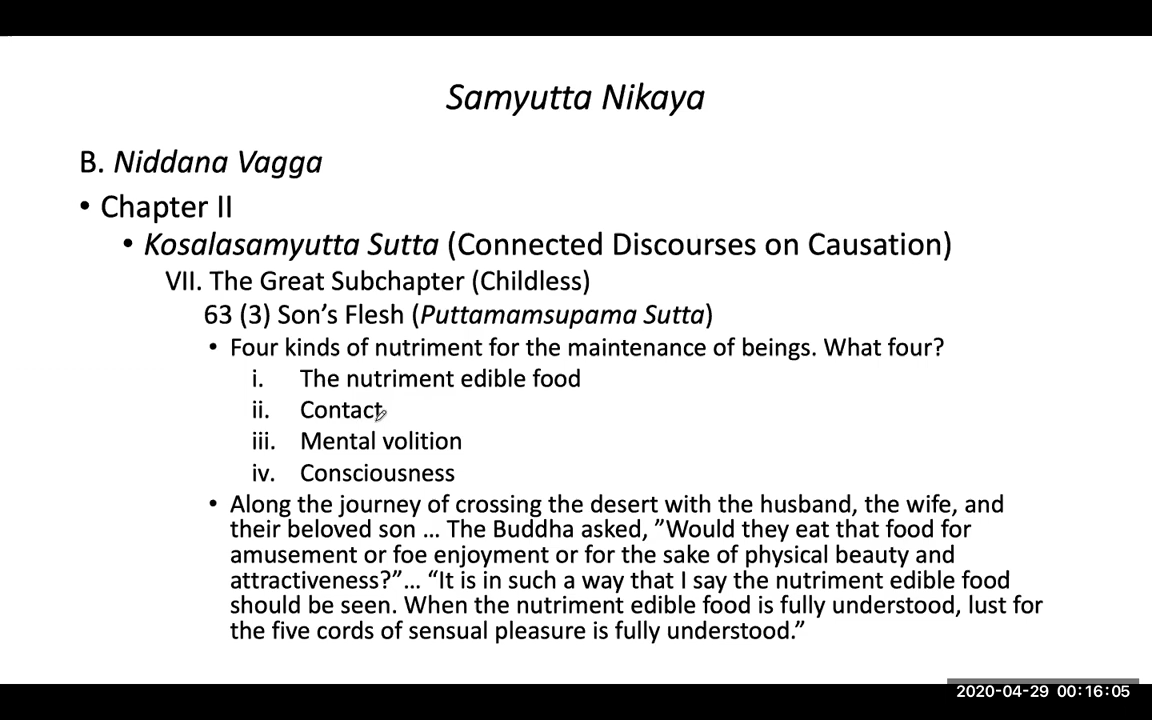 Samyutta Nikaya
B. Niddana Vagga
• Chapter II
• Kosalasamyutta Sutta (Connected Discourses on Causation)
VII. The Great Subchapter (Childless)
63 (3) Son’s Flesh (Puttamamsupama Sutta)
• Four kinds of nutriment for the maintenance of beings. What four?
i. The nutriment edible food
ii. Contact
iii. Mental volition
iv. Consciousness
• Along the journey of crossing the desert with the husband, the wife, and
their beloved son … The Buddha asked, ”Would they eat that food for
amusement or foe enjoyment or for the sake of physical beauty and
attractiveness?”… “It is in such a way that I say the nutriment edible food
should be seen. When the nutriment edible food is fully understood, lust for
the five cords of sensual pleasure is fully understood.”
2020-04-29 00:16:05